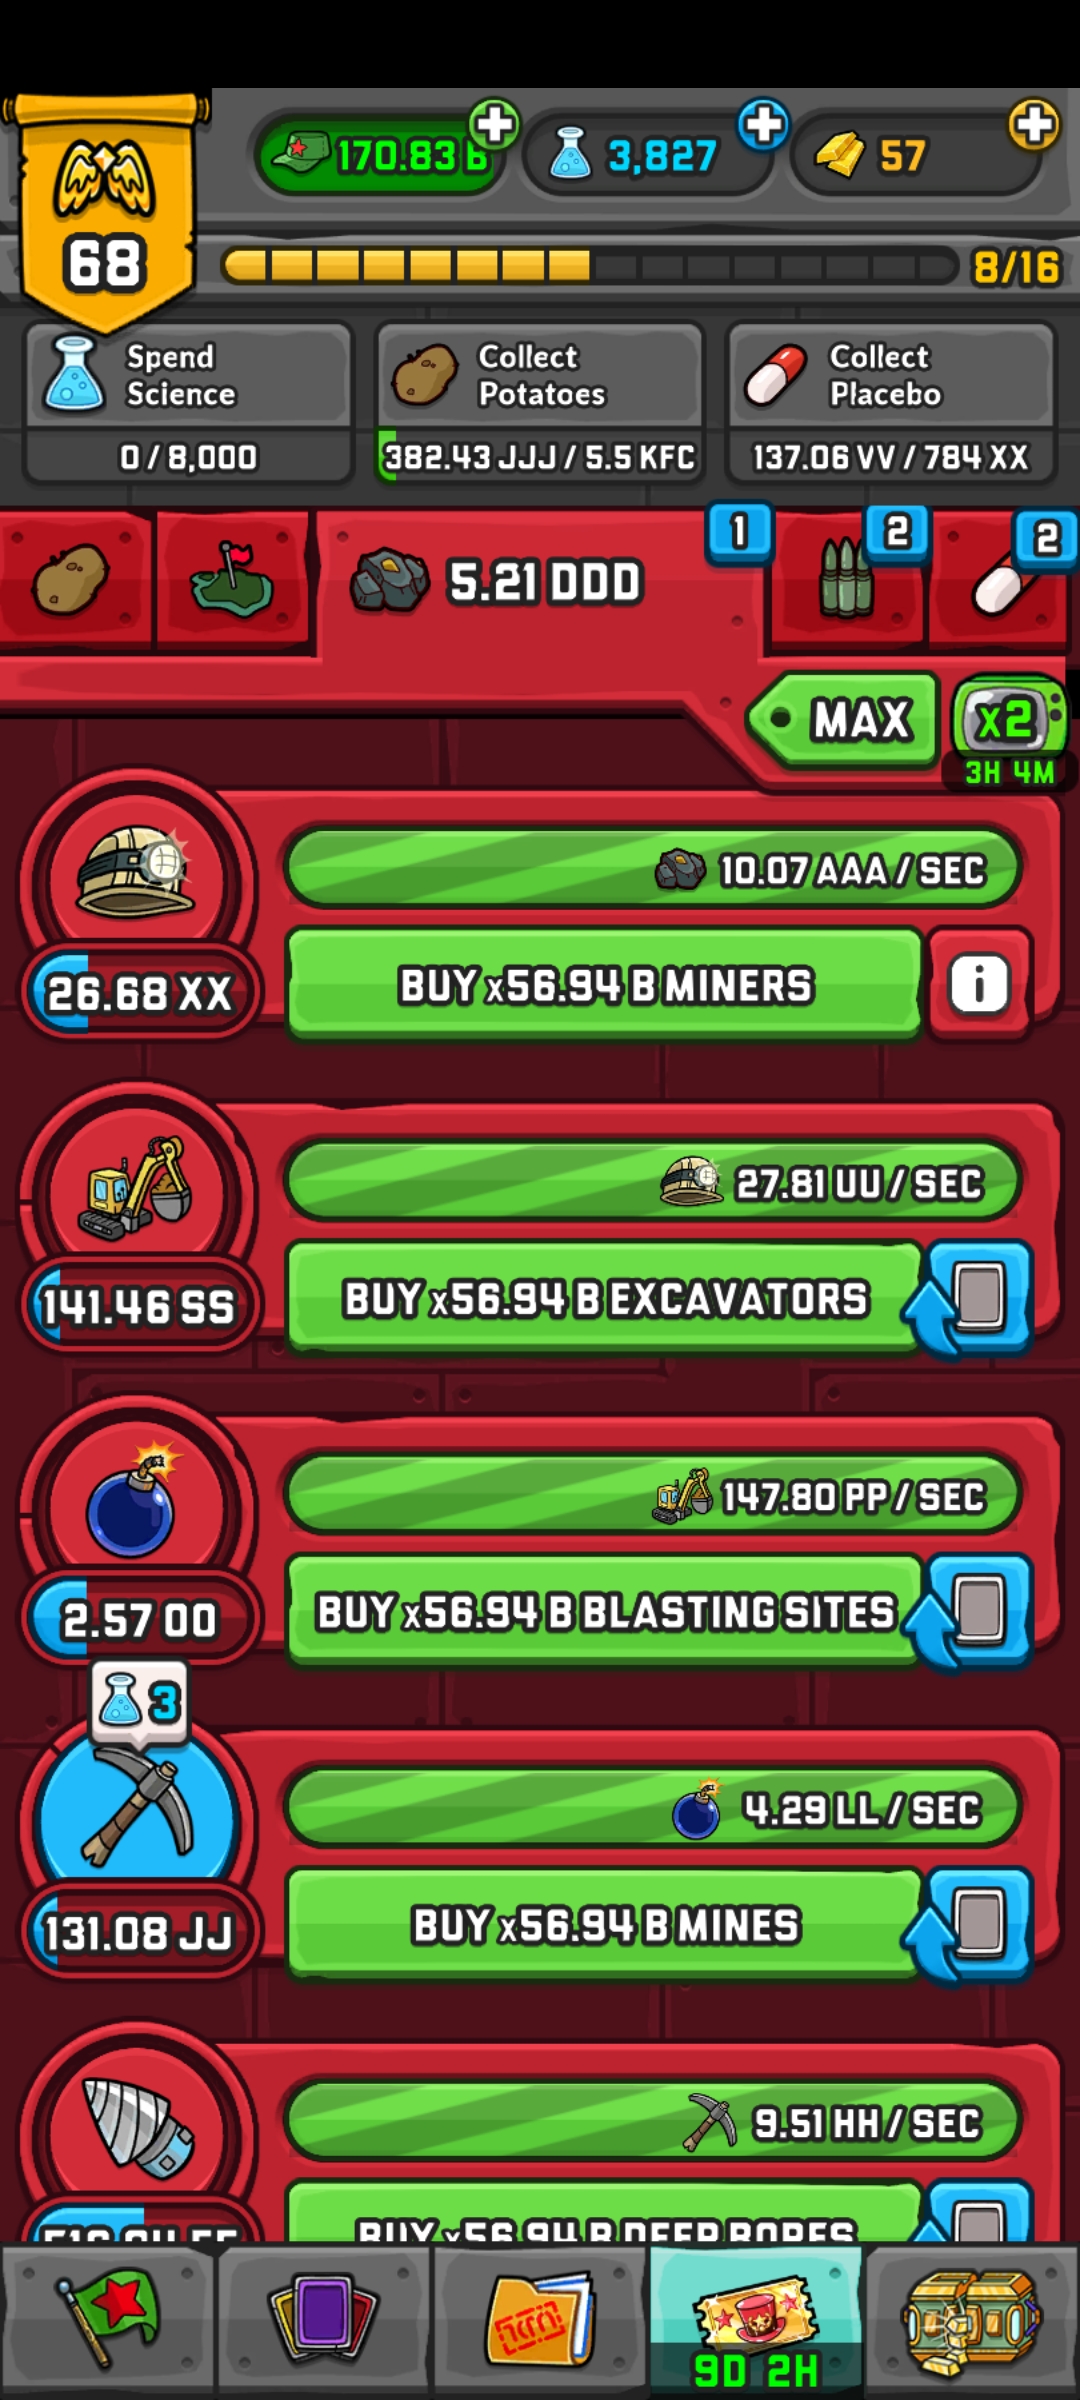 170.83 B
3,827
57
68
8/16
Spend
Science
0 / 8,000
Collect
Potatoes
382.43 JJJ / 5.5 KFC
Collect
Placebo
137.06 VV / 784 XX
5.21 DDD
1
2
2
MAX
x2
3H 4M
10.07 AAA / SEC
26.68 XX
BUY x56.94 B MINERS
i
27.81 UU / SEC
141.46 SS
BUY x56.94 B EXCAVATORS
147.80 PP / SEC
2.57 OO
BUY x56.94 B BLASTING SITES
3
4.29 LL / SEC
131.08 JJ
BUY x56.94 B MINES
9.51 HH / SEC
BUY x56.94 B DEEP BORES
9D 2H